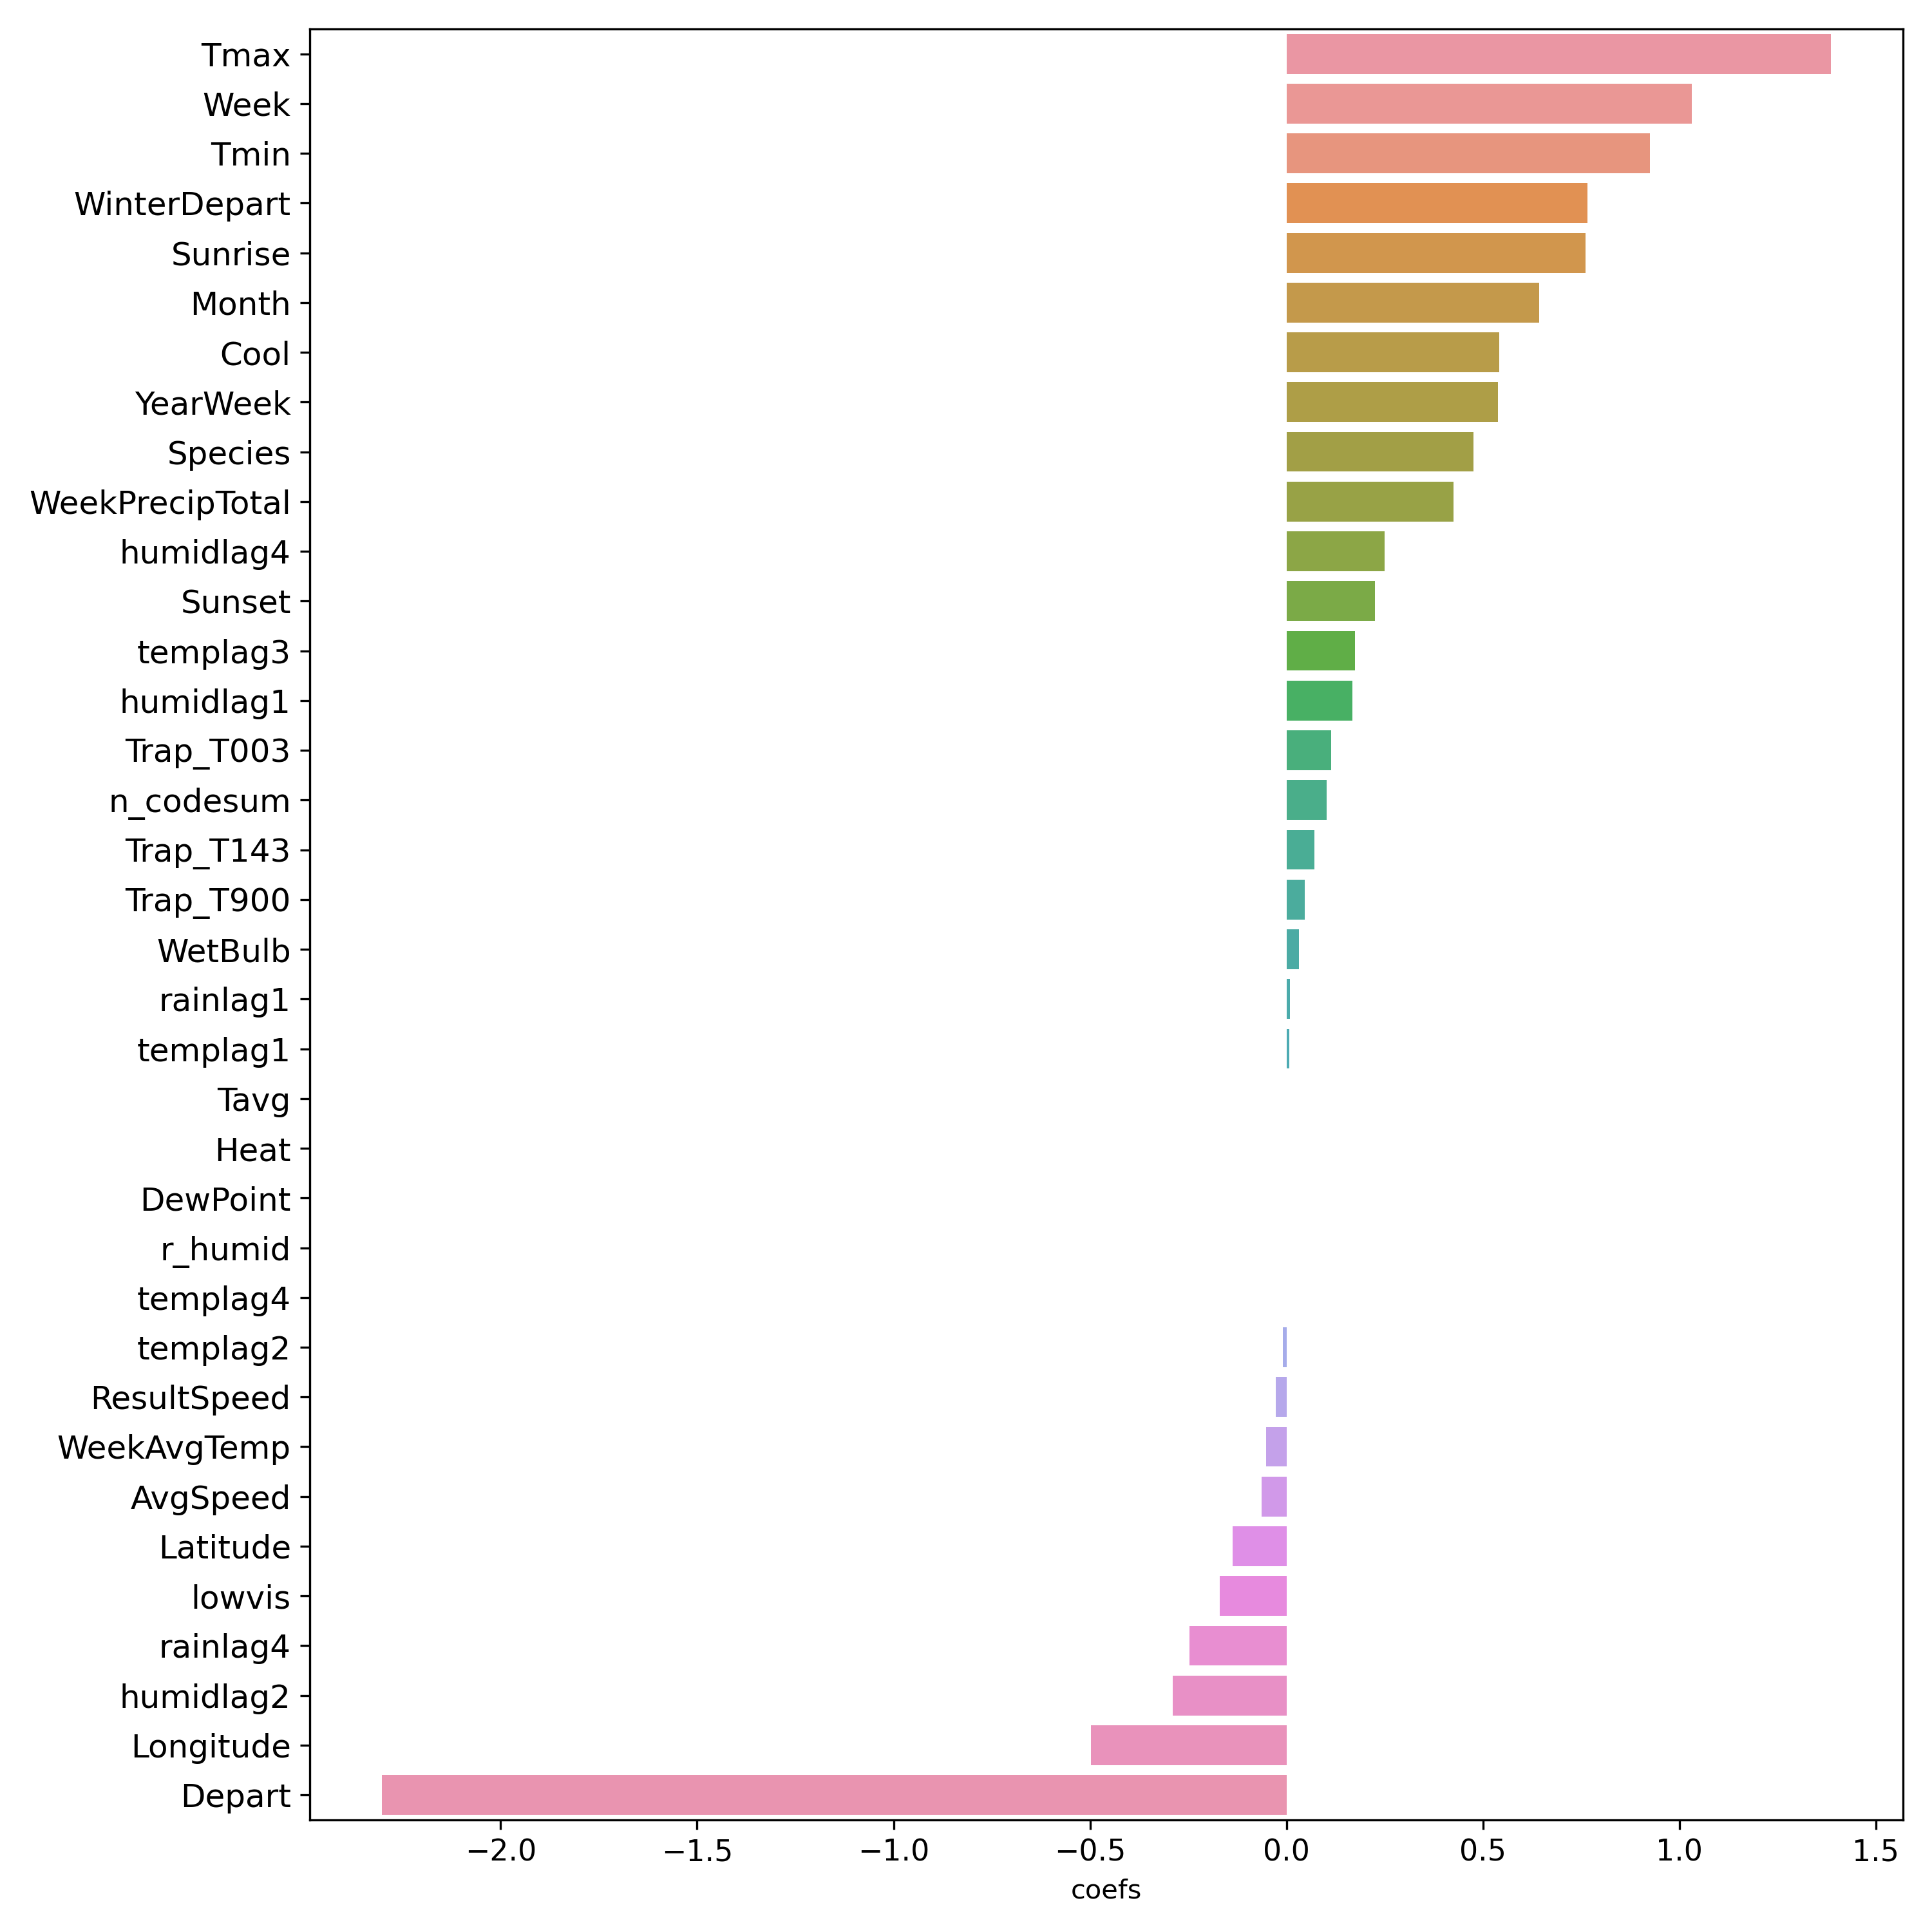 Tmax
Week
Tmin
WinterDepart
Sunrise
Month
Cool
YearWeek
Species
WeekPrecipTotal
humidlag4
Sunset
templag3
humidlag1
Trap_T003
n_codesum
Trap_T143
Trap_T900
WetBulb
rainlag1
templag1
Tavg
Heat
DewPoint
r_humid
templag4
templag2
ResultSpeed
WeekAvgTemp
AvgSpeed
Latitude
lowvis
rainlag4
humidlag2
Longitude
Depart
−2.0 −1.5 −1.0 −0.5 0.0 0.5 1.0 1.5
coefs